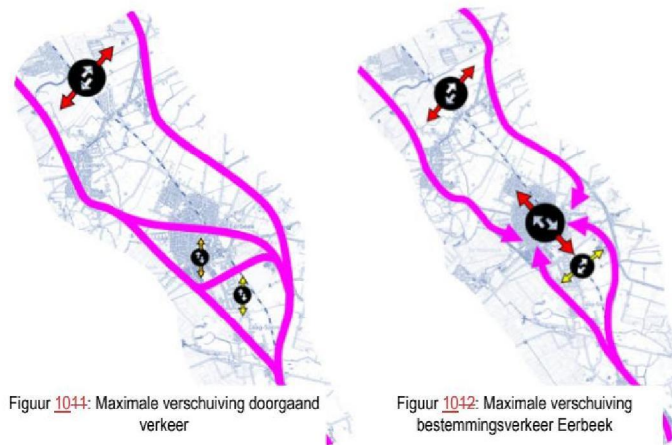 Figuur 1011: Maximale verschuiving doorgaand
verkeer
Figuur 1012: Maximale verschuiving
bestemmingsverkeer Eerbeek